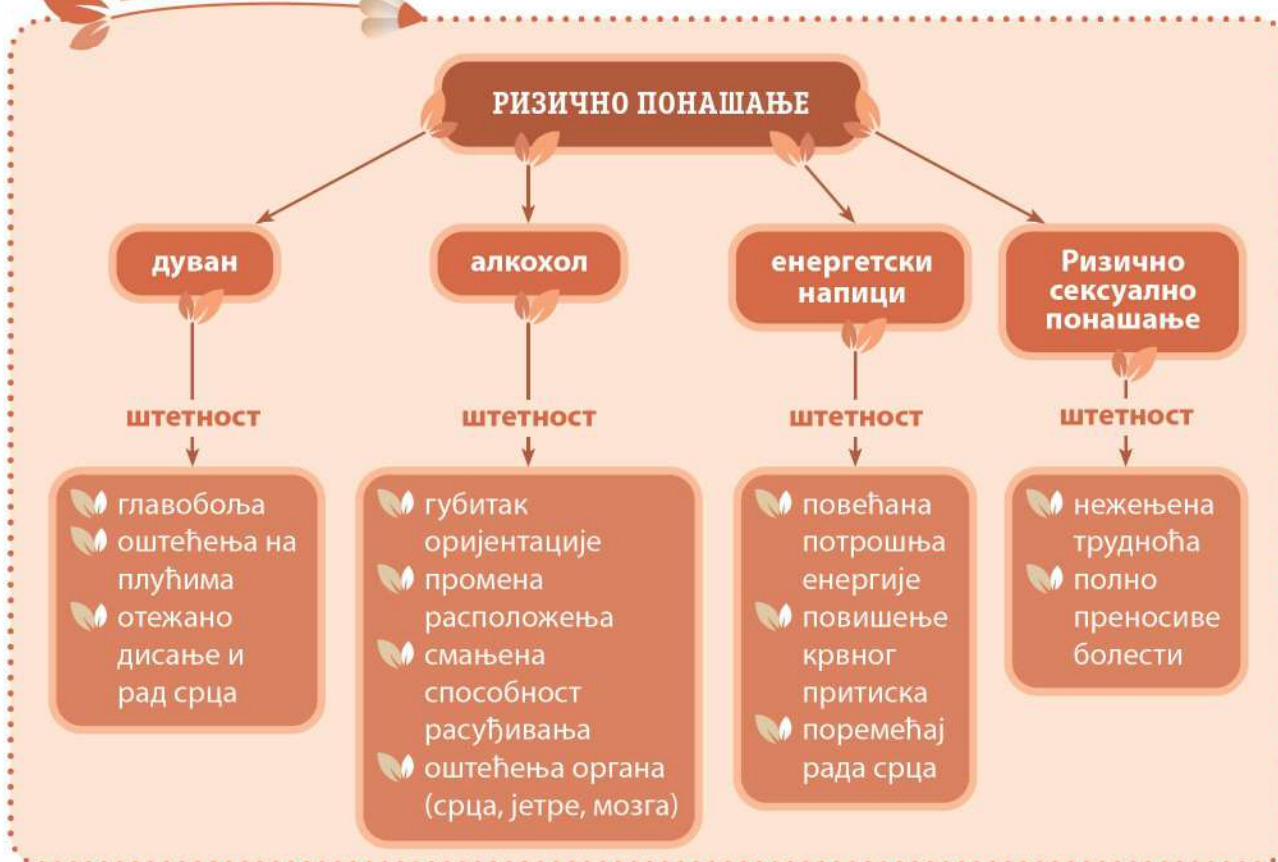 РИЗИЧНО ПОНАШАЊЕ
дуван
штетност
главобоља
оштећења на
плућима
отежано
дисање и
рад срца
алкохол
штетност
губитак
оријентације
промена
расположења
смањена
способност
расуђивања
оштећења органа
(срца, јетре, мозга)
енергетски
напици
штетност
повећана
потрошња
енергије
повишење
крвног
притиска
поремећај
рада срца
Ризично
сексуално
понашање
штетност
нежењена
трудноћа
полно
преносиве
болести